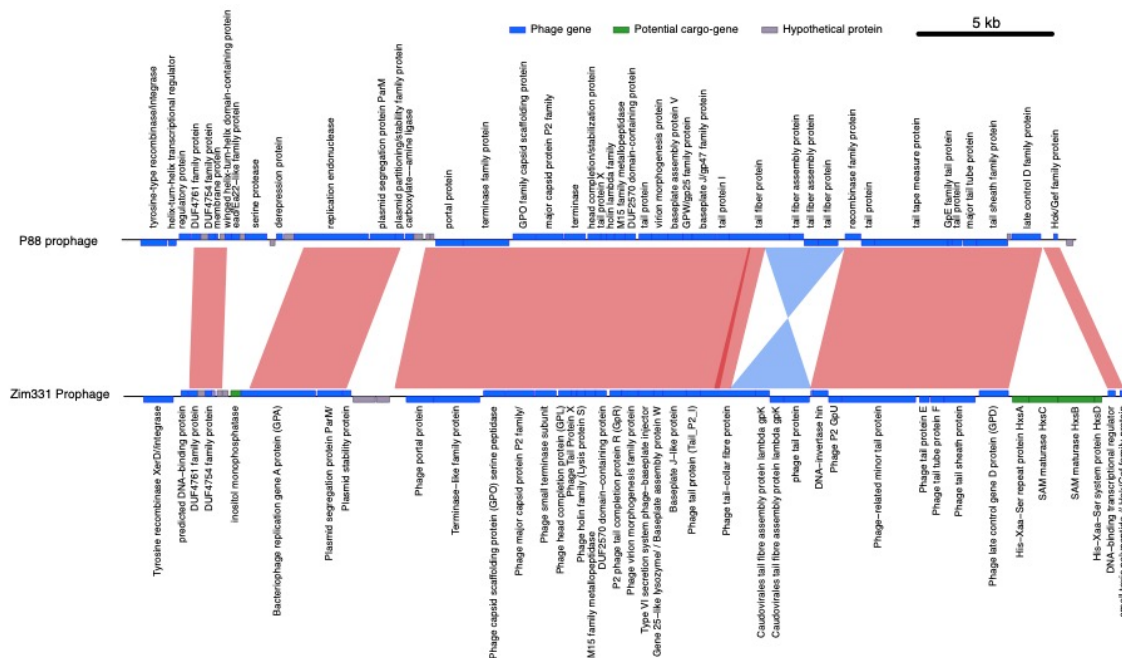 5 kb
Phage gene
Potential cargo-gene
Hypothetical protein
tyrosine-type recombinase/integrase
helix-turn-helix transcriptional regulator
regulatory protein
DUF4761 family protein
DUF4754 family protein
membrane protein
winged helix-turn-helix domain-containing protein
ead/Ea22-like family protein
serine protease
derepression protein
replication endonuclease
plasmid segregation protein ParM
plasmid partitioning/stability family protein
carboxylate—amine ligase
portal protein
terminase family protein
GPO family capsid scaffolding protein
major capsid protein P2 family
terminase
head completion/stabilization protein
tail protein X
holin lambda family
M15 family metallopeptidase
DUF2570 domain-containing protein
tail protein
virion morphogenesis protein
baseplate assembly protein V
GPW/gp25 family protein
baseplate J/gp47 family protein
tail protein I
tail fiber protein
tail fiber assembly protein
tail fiber assembly protein
tail fiber protein
recombinase family protein
tail protein
tail tape measure protein
GpE family tail protein
tail protein
major tail tube protein
tail sheath family protein
late control D family protein
Hok/Gef family protein
P88 prophage
Zim331 Prophage
Tyrosine recombinase XerD//Integrase
predicted DNA-binding protein
DUF4761 family protein
DUF4754 family protein
inositol monophosphatase
Bacteriophage replication gene A protein (GPA)
Plasmid segregation protein ParM/
Plasmid stability protein
Phage portal protein
Terminase-like family protein
Phage capsid scaffolding protein (GPO) serine peptidase
Phage major capsid protein P2 family/
Phage small terminase subunit
Phage head completion protein (GPL)
Phage Tail Protein X
Phage holin family (Lysis protein S)
M15 family metallopeptidase
DUF2570 domain-containing protein
P2 phage tail completion protein R (GpR)
Phage virion morphogenesis family protein
Type VI secretion system phage-baseplate injector
Gene 25-like lysozyme/ / Baseplate assembly protein W
Baseplate J-like protein
Phage tail protein (Tail_P2_I)
Phage tail-collar fibre protein
Caudovirales tail fibre assembly protein lambda gpK
Caudovirales tail fibre assembly protein lambda gpK
phage tail protein
DNA-invertase hin
Phage P2 GpU
Phage-related minor tail protein
Phage tail protein E
Phage tail tube protein F
Phage tail sheath protein
Phage late control gene D protein (GPD)
His-Xaa-Ser repeat protein HxsA
SAM maturase HxsC
SAM maturase HxsB
His-Xaa-Ser system protein HxsD
DNA-binding transcriptional regulator